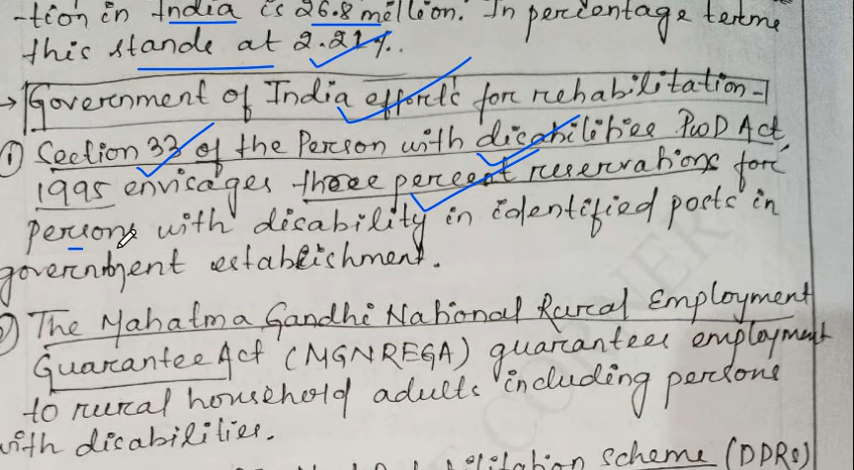 -tion in India is 26.8 million. In percentage terms
this stands at 2.21%.
→ Government of India efforts for rehabilitation-
① Section 33 of the Person with disabilities PwD Act
1995 envisages three percent reservations for
persons with disability in identified posts in
government establishment.
② The Mahatma Gandhi National Rural Employment
Guarantee Act (MGNREGA) guarantees employment
to rural household adults including persons
with disabilities.
scheme (DDRS)